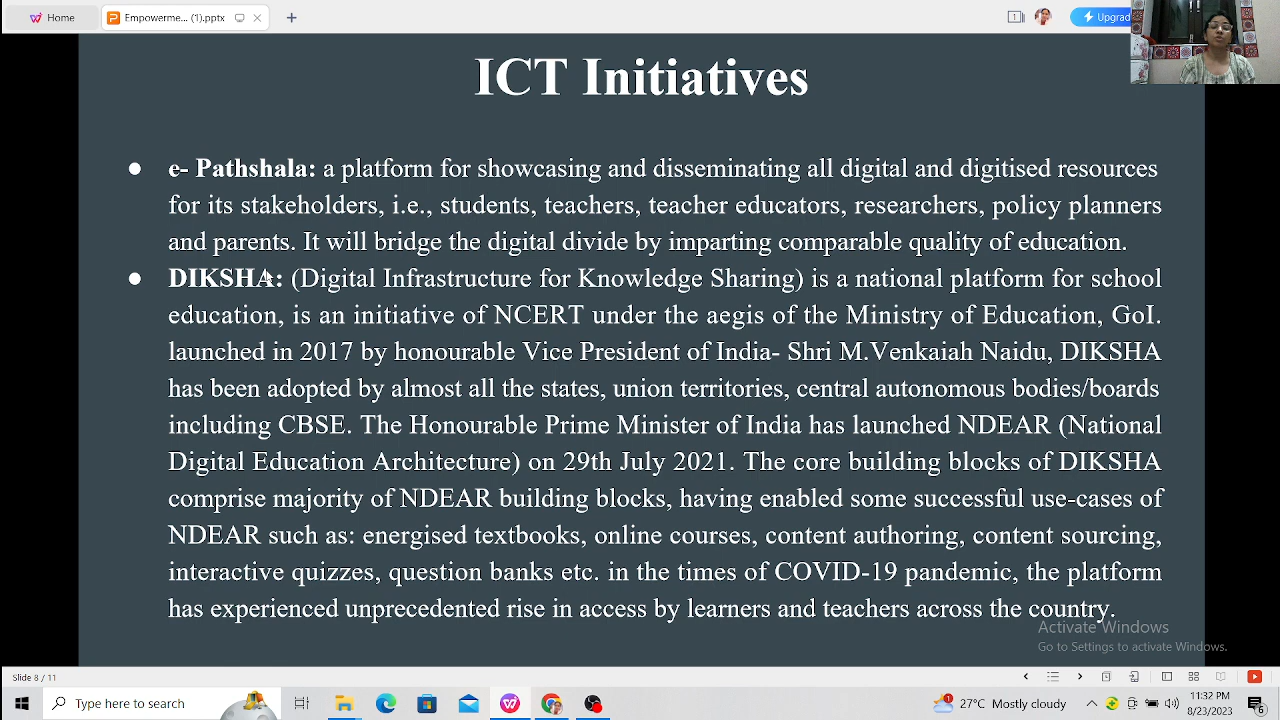 Home
Empowerme... (1).pptx
1
Upgrad
ICT Initiatives
● e- Pathshala: a platform for showcasing and disseminating all digital and digitised resources
for its stakeholders, i.e., students, teachers, teacher educators, researchers, policy planners
and parents. It will bridge the digital divide by imparting comparable quality of education.
● DIKSHA: (Digital Infrastructure for Knowledge Sharing) is a national platform for school
education, is an initiative of NCERT under the aegis of the Ministry of Education, GoI.
launched in 2017 by honourable Vice President of India- Shri M.Venkaiah Naidu, DIKSHA
has been adopted by almost all the states, union territories, central autonomous bodies/boards
including CBSE. The Honourable Prime Minister of India has launched NDEAR (National
Digital Education Architecture) on 29th July 2021. The core building blocks of DIKSHA
comprise majority of NDEAR building blocks, having enabled some successful use-cases of
NDEAR such as: energised textbooks, online courses, content authoring, content sourcing,
interactive quizzes, question banks etc. in the times of COVID-19 pandemic, the platform
has experienced unprecedented rise in access by learners and teachers across the country.
Activate Windows
Go to Settings to activate Windows.
Slide 8 / 11
Type here to search
1
27°C Mostly cloudy
11:32 PM
8/23/2023
6